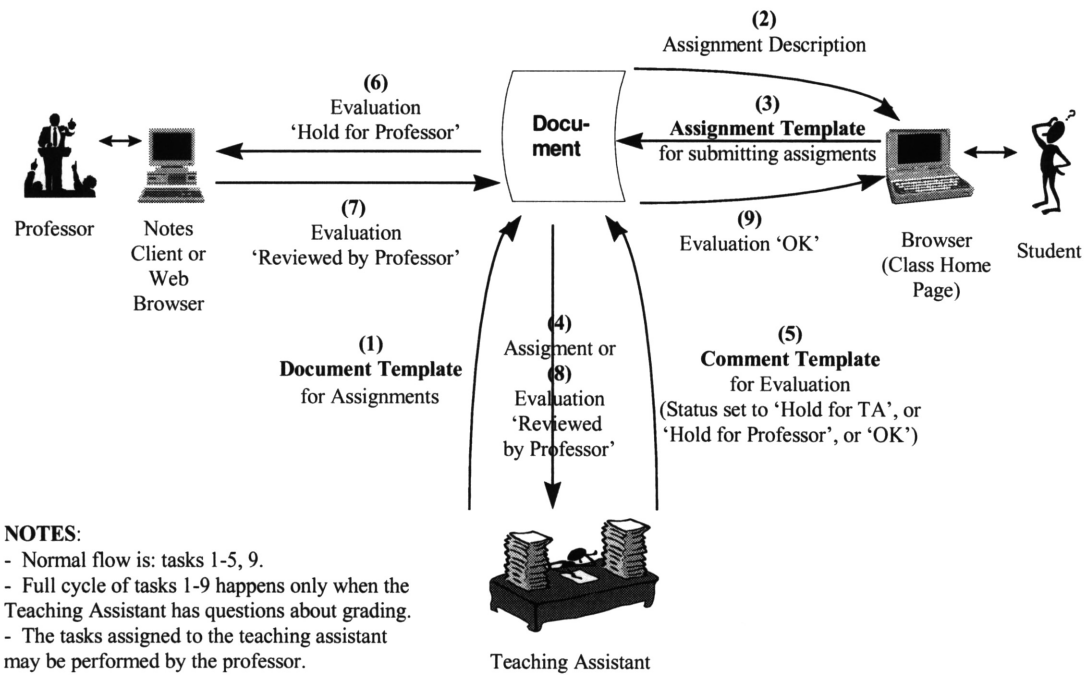 (2)
Assignment Description
(6)
Evaluation
‘Hold for Professor’
Docu-
ment
(3)
Assignment Template
for submitting assigments
?
Professor
Notes
Client or
Web
Browser
(7)
Evaluation
‘Reviewed by Professor’
(9)
Evaluation ‘OK’
Browser
(Class Home
Page)
Student
(1)
Document Template
for Assignments
(4)
Assigment or
(8)
Evaluation
‘Reviewed
by Professor’
(5)
Comment Template
for Evaluation
(Status set to ‘Hold for TA’, or
‘Hold for Professor’, or ‘OK’)
NOTES:
- Normal flow is: tasks 1-5, 9.
- Full cycle of tasks 1-9 happens only when the
Teaching Assistant has questions about grading.
- The tasks assigned to the teaching assistant
may be performed by the professor.
Teaching Assistant